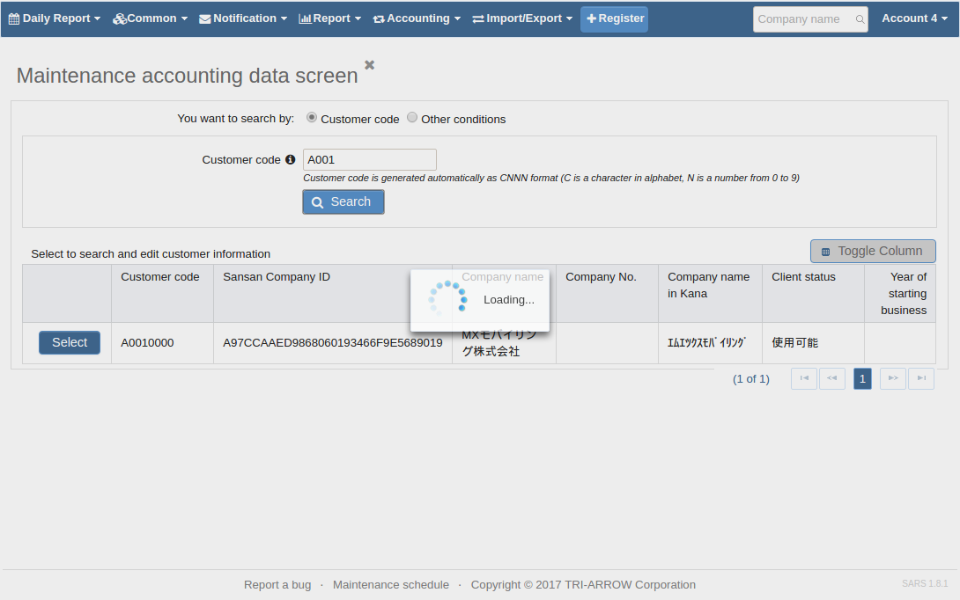 Daily Report Common Notification Report Accounting Import/Export Register Company name Account 4
Maintenance accounting data screen
You want to search by: Customer code Other conditions
Customer code A001
Customer code is generated automatically as CNNN format (C is a character in alphabet, N is a number from 0 to 9)
Search
Select to search and edit customer information
Toggle Column
Customer code Sansan Company ID Company name Company No. Company name in Kana Client status Year of starting business
Loading...
Select A0010000 A97CCAAED9868060193466F9E5689019 MXモバイリング株式会社 ｴﾑｴﾂｸｽﾓﾊﾞｲﾘﾝｸﾞ 使用可能
(1 of 1) 1
Report a bug · Maintenance schedule · Copyright © 2017 TRI-ARROW Corporation
SARS 1.8.1